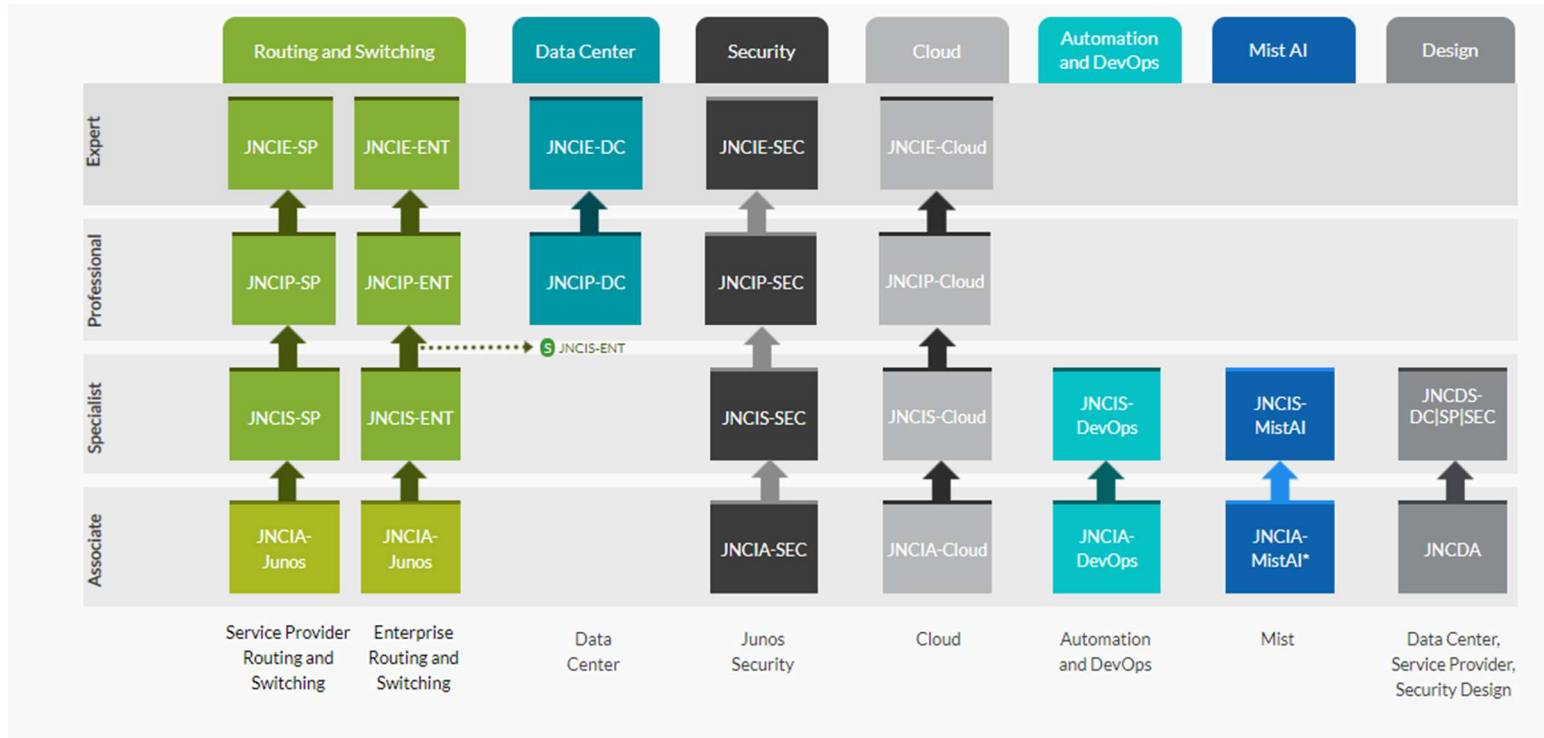 Routing and Switching
Data Center
Security
Cloud
Automation
and DevOps
Mist AI
Design
Expert
JNCIE-SP
JNCIE-ENT
JNCIE-DC
JNCIE-SEC
JNCIE-Cloud
Professional
JNCIP-SP
JNCIP-ENT
JNCIP-DC
JNCIP-SEC
JNCIP-Cloud
S JNCIS-ENT
Specialist
JNCIS-SP
JNCIS-ENT
JNCIS-SEC
JNCIS-Cloud
JNCIS-
DevOps
JNCIS-
MistAI
JNCDS-
DC|SP|SEC
Associate
JNCIA-
Junos
JNCIA-
Junos
JNCIA-SEC
JNCIA-Cloud
JNCIA-
DevOps
JNCIA-
MistAI*
JNCDA
Service Provider
Routing and
Switching
Enterprise
Routing and
Switching
Data
Center
Junos
Security
Cloud
Automation
and DevOps
Mist
Data Center,
Service Provider,
Security Design